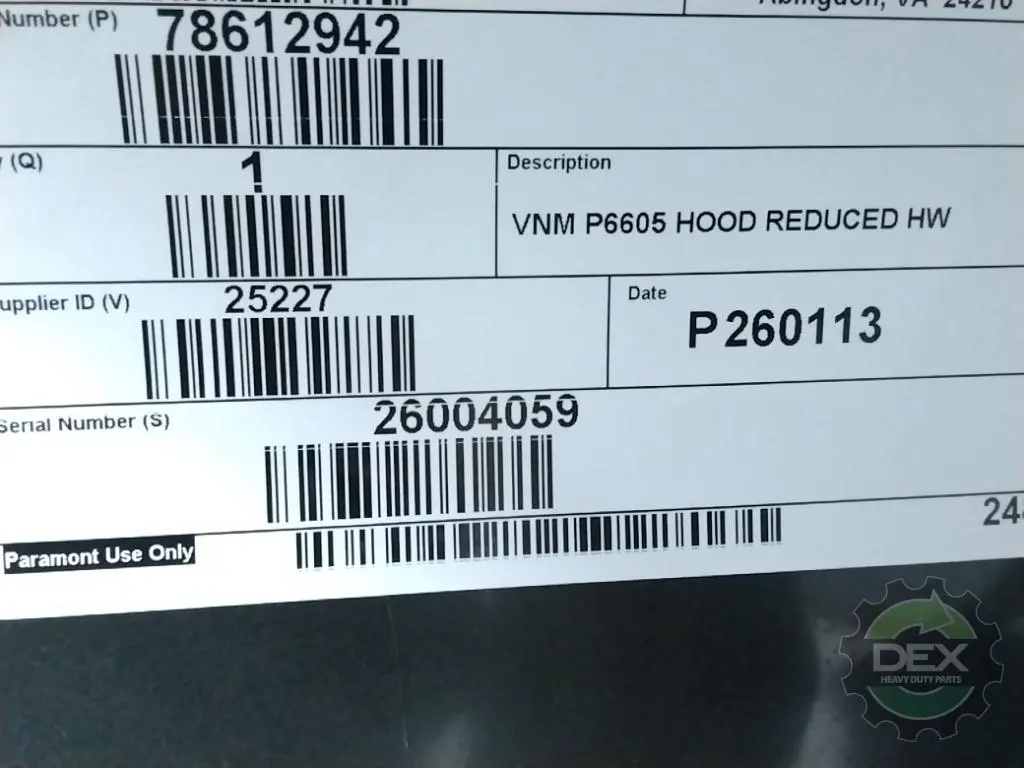 Abingdon, VA 24210
Number (P)
78612942
(Q)
1
Description
VNM P6605 HOOD REDUCED HW
upplier ID (V)
25227
Date
P260113
Serial Number (S)
26004059
Paramont Use Only
24
DEX
HEAVY DUTY PARTS